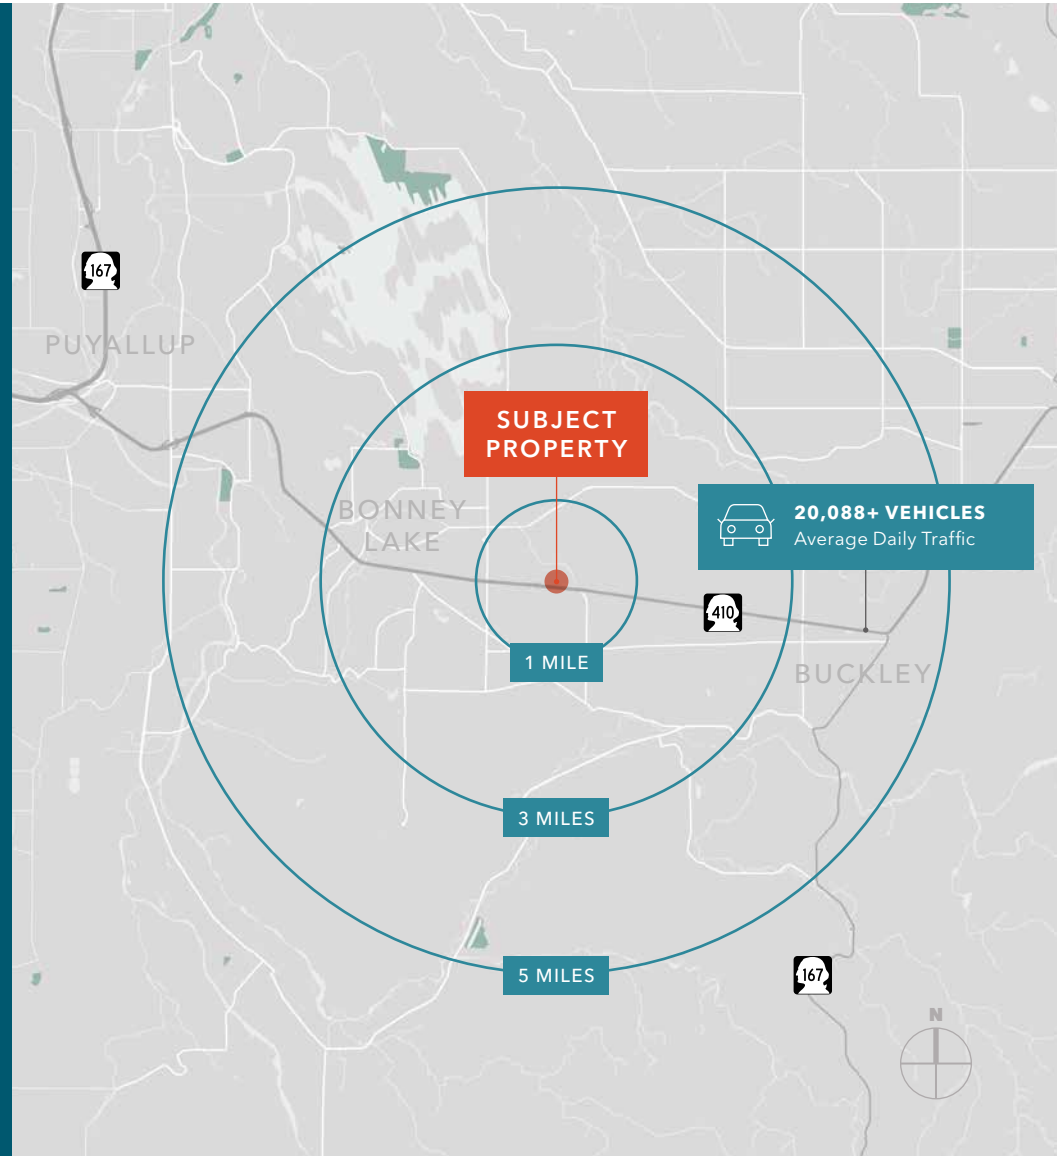 167
PUYALLUP
SUBJECT
PROPERTY
BONNEY
LAKE
20,088+ VEHICLES
Average Daily Traffic
410
1 MILE
BUCKLEY
3 MILES
5 MILES
167
N